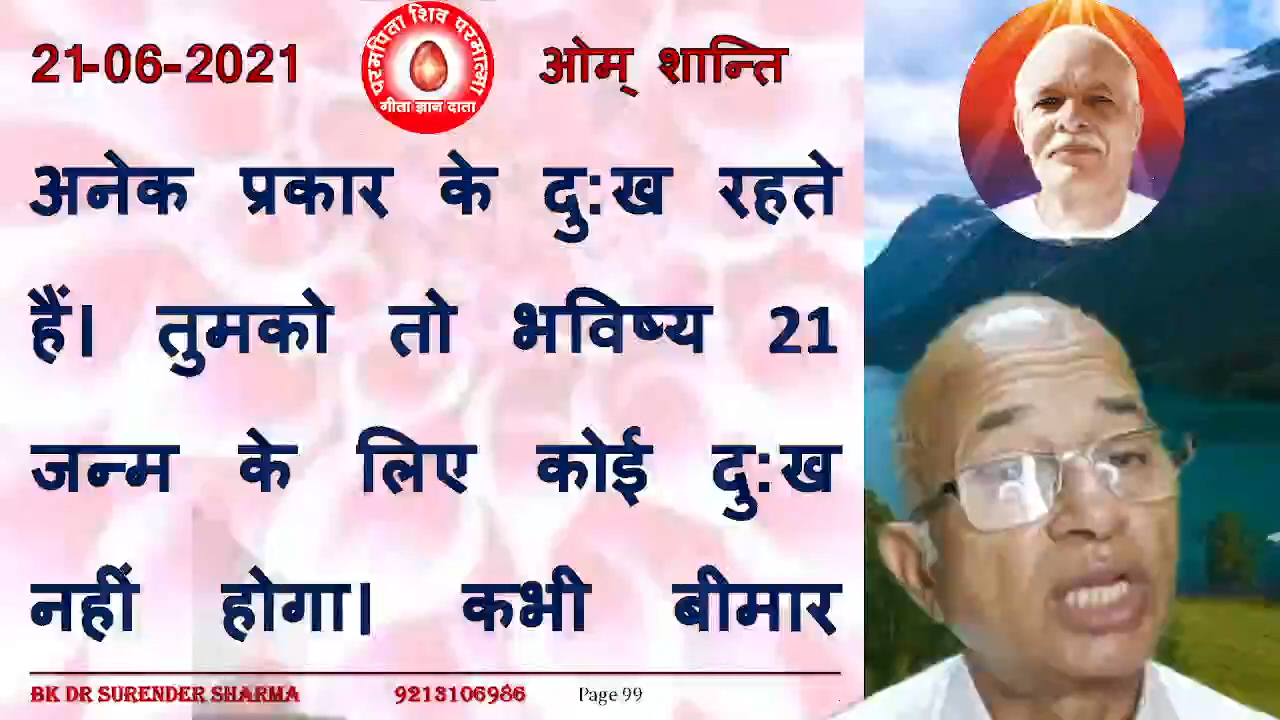 21-06-2021
परमपिता शिव परमात्मा
गीता ज्ञान दाता
ओम् शान्ति
अनेक प्रकार के दु:ख रहते
हैं। तुमको तो भविष्य 21
जन्म के लिए कोई दु:ख
नहीं होगा। कभी बीमार
BK DR SURENDER SHARMA 9213106986 Page 99